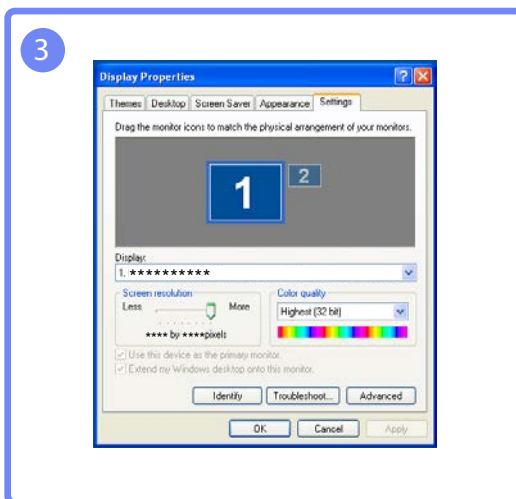 3
Display Properties
Themes Desktop Screen Saver Appearance Settings
Drag the monitor icons to match the physical arrangement of your monitors.
1 2
Display:
1. **********
Screen resolution Color quality
Less More Highest (32 bit)
**** by ****pixels
Use this device as the primary monitor.
Extend my Windows desktop onto this monitor.
Identify Troubleshoot... Advanced
OK Cancel Apply